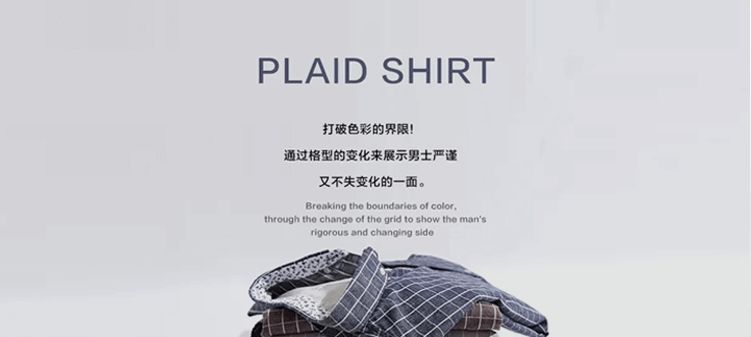 PLAID SHIRT
打破色彩的界限!
通过格型的变化来展示男士严谨
又不失变化的一面。
Breaking the boundaries of color,
through the change of the grid to show the man's
rigorous and changing side